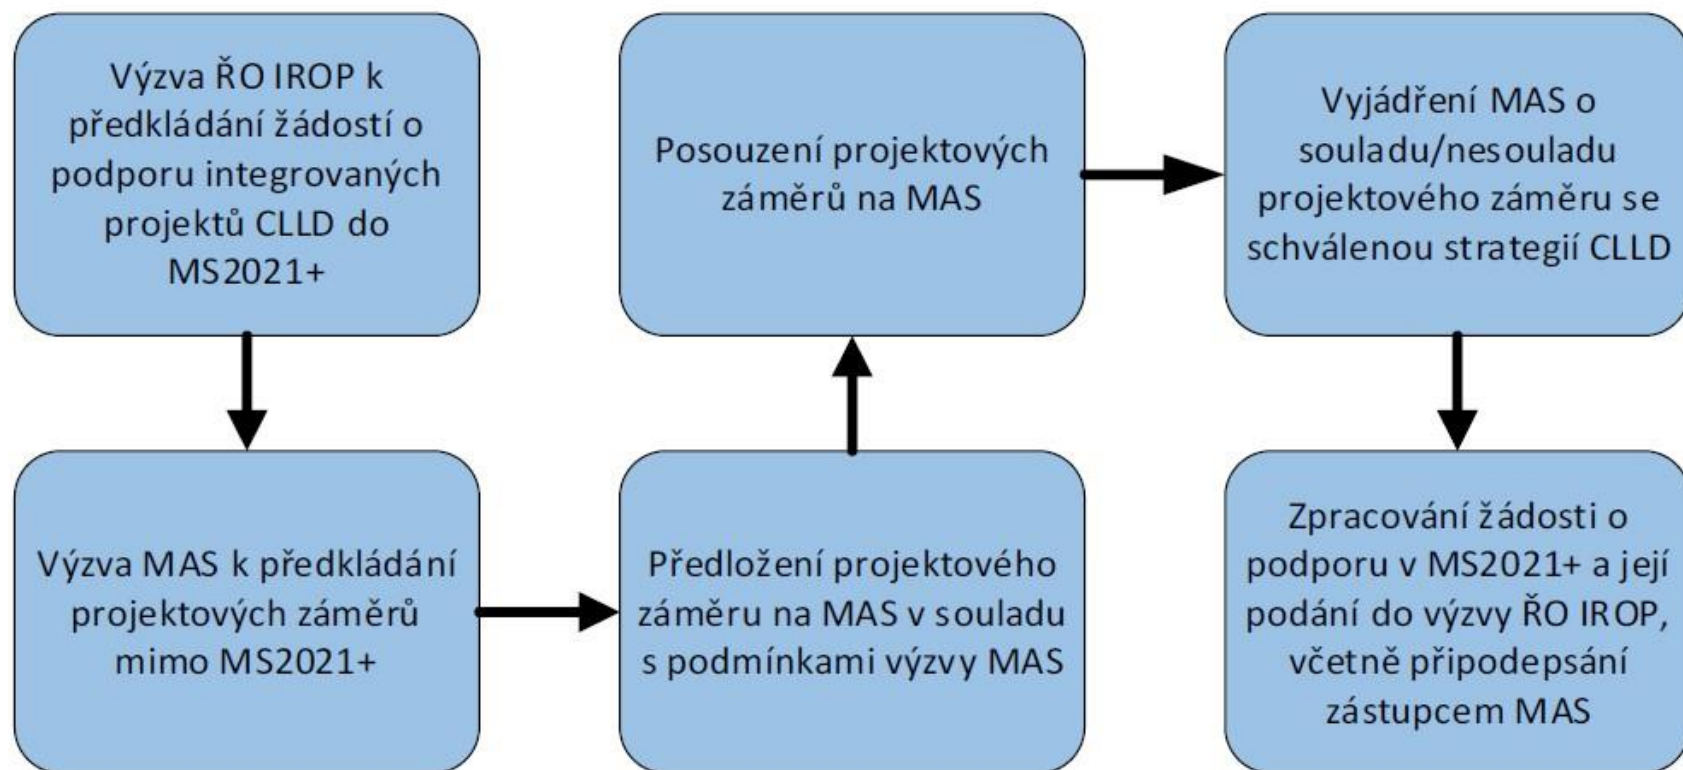 Výzva ŘO IROP k
předkládání žádostí o
podporu integrovaných
projektů CLLD do
MS2021+
Výzva MAS k předkládání
projektových záměrů
mimo MS2021+
Předložení projektového
záměru na MAS v souladu
s podmínkami výzvy MAS
Posouzení projektových
záměrů na MAS
Vyjádření MAS o
souladu/nesouladu
projektového záměru se
schválenou strategií CLLD
Zpracování žádosti o
podporu v MS2021+ a její
podání do výzvy ŘO IROP,
včetně připodepsání
zástupcem MAS